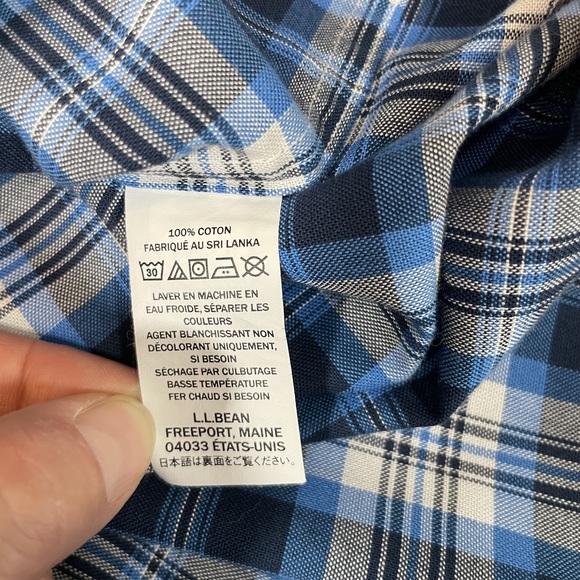 100% COTON
FABRIQUÉ AU SRI LANKA
30
LAVER EN MACHINE EN
EAU FROIDE, SÉPARER LES
COULEURS
AGENT BLANCHISSANT NON
DÉCOLORANT UNIQUEMENT,
SI BESOIN
SÉCHAGE PAR CULBUTAGE
BASSE TEMPÉRATURE
FER CHAUD SI BESOIN
L.L.BEAN
FREEPORT, MAINE
04033 ÉTATS-UNIS
日本語は裏面をご覧ください。